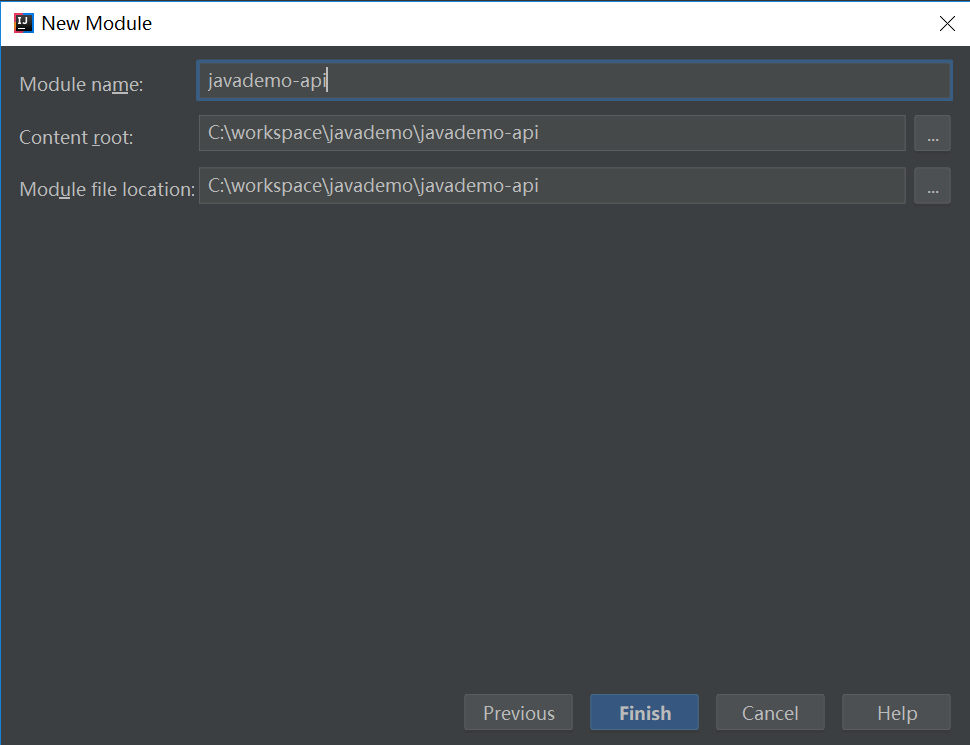 New Module
Module name: javademo-api
Content root: C:\workspace\javademo\javademo-api ...
Module file location: C:\workspace\javademo\javademo-api ...
Previous Finish Cancel Help